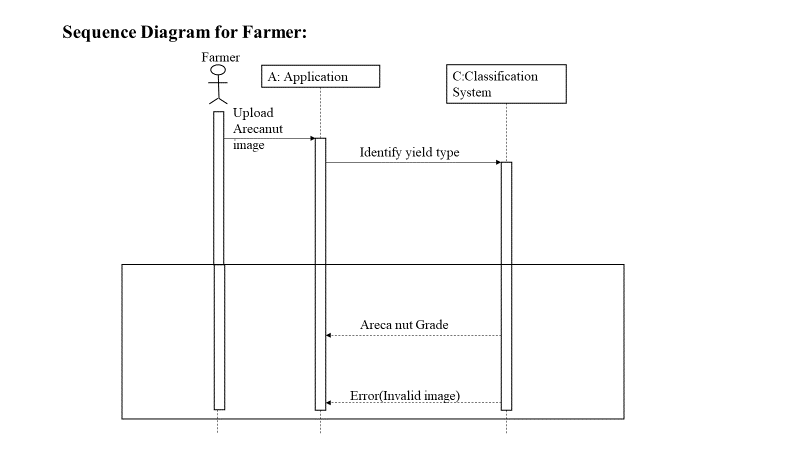 Sequence Diagram for Farmer:
Farmer
A: Application
C:Classification
System
Upload
Arecanut
image
Identify yield type
Areca nut Grade
Error(Invalid image)